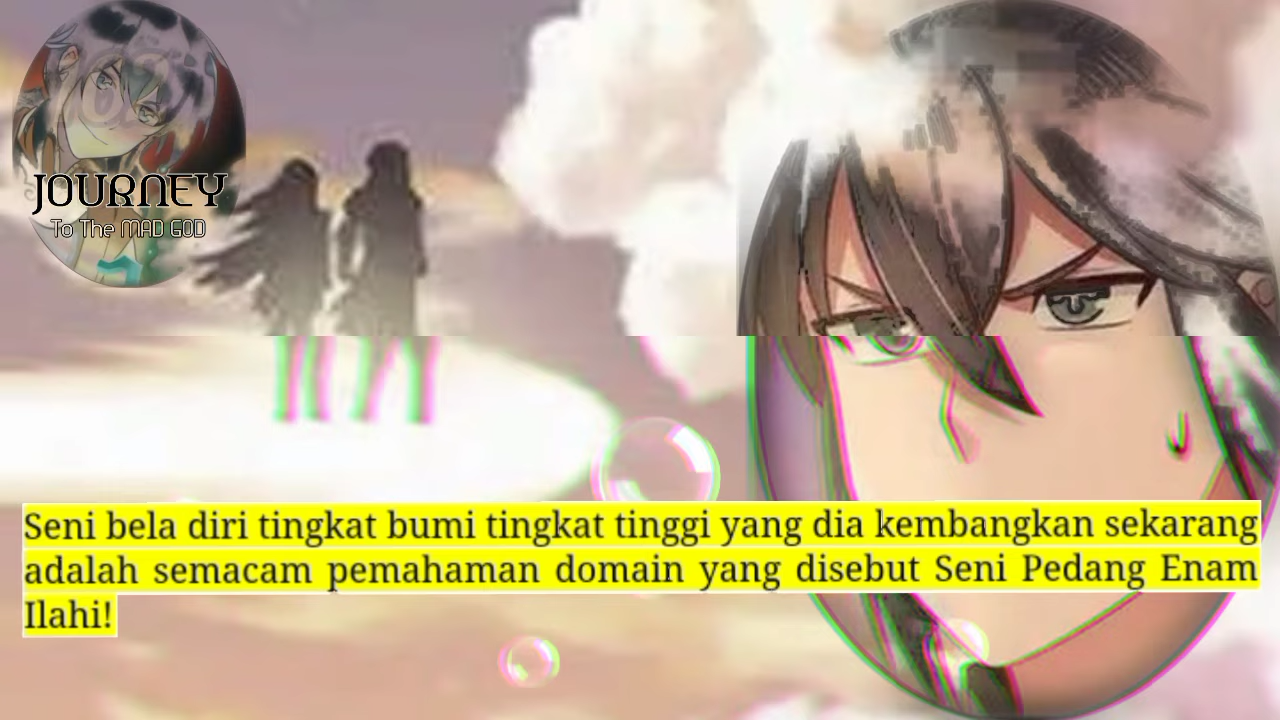 JOURNEY
To The MAD GOD
Seni bela diri tingkat bumi tingkat tinggi yang dia kembangkan sekarang
adalah semacam pemahaman domain yang disebut Seni Pedang Enam
Ilahi!